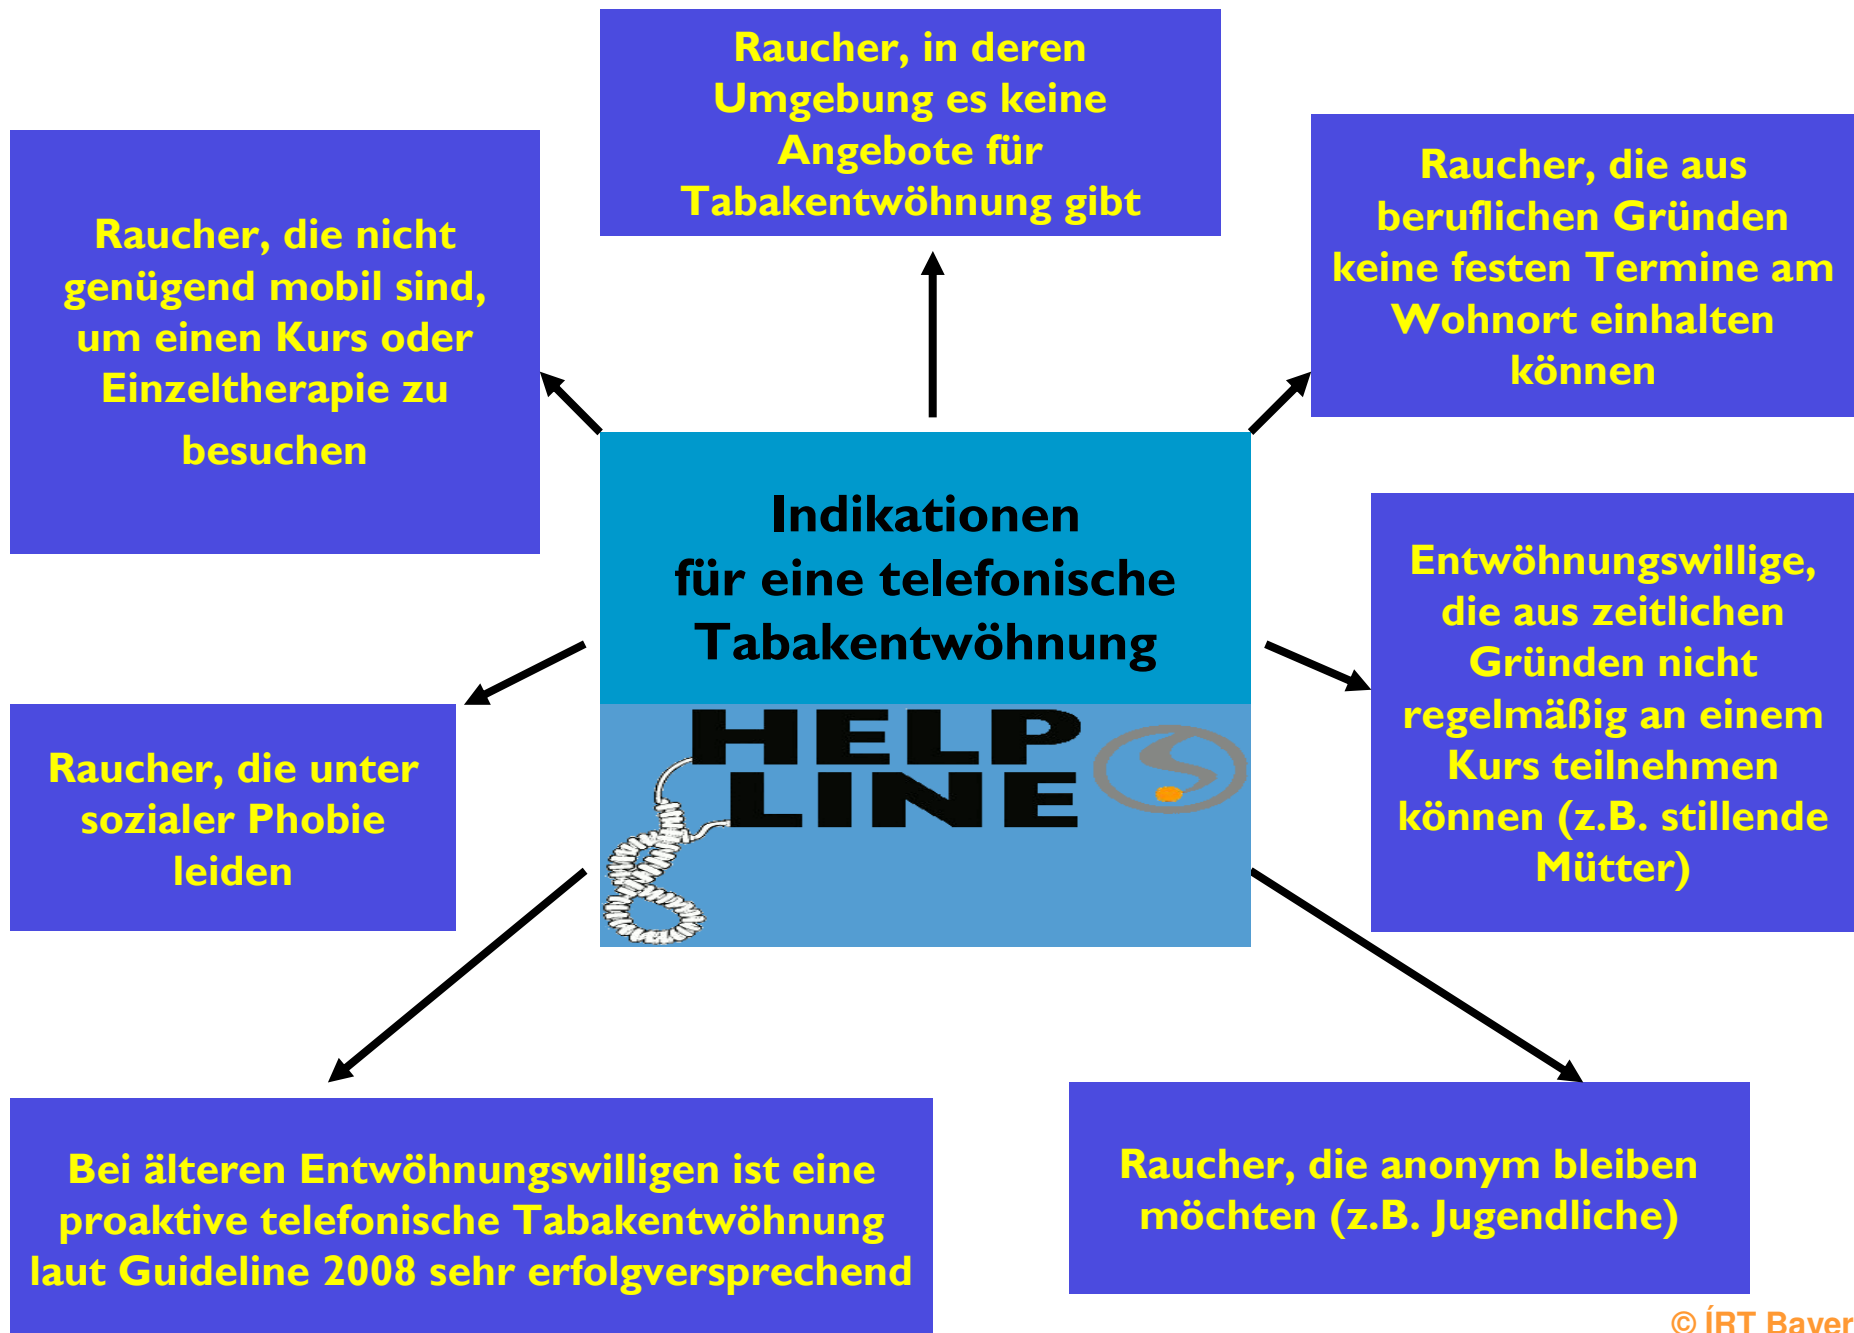 Raucher, in deren
Umgebung es keine
Angebote für
Tabakentwöhnung gibt
Raucher, die nicht
genügend mobil sind,
um einen Kurs oder
Einzeltherapie zu
besuchen
Raucher, die aus
beruflichen Gründen
keine festen Termine am
Wohnort einhalten
können
Indikationen
für eine telefonische
Tabakentwöhnung
HELP
LINE
Entwöhnungswillige,
die aus zeitlichen
Gründen nicht
regelmäßig an einem
Kurs teilnehmen
können (z.B. stillende
Mütter)
Raucher, die unter
sozialer Phobie
leiden
Bei älteren Entwöhnungswilligen ist eine
proaktive telefonische Tabakentwöhnung
laut Guideline 2008 sehr erfolgversprechend
Raucher, die anonym bleiben
möchten (z.B. Jugendliche)
© ÍRT Bayer